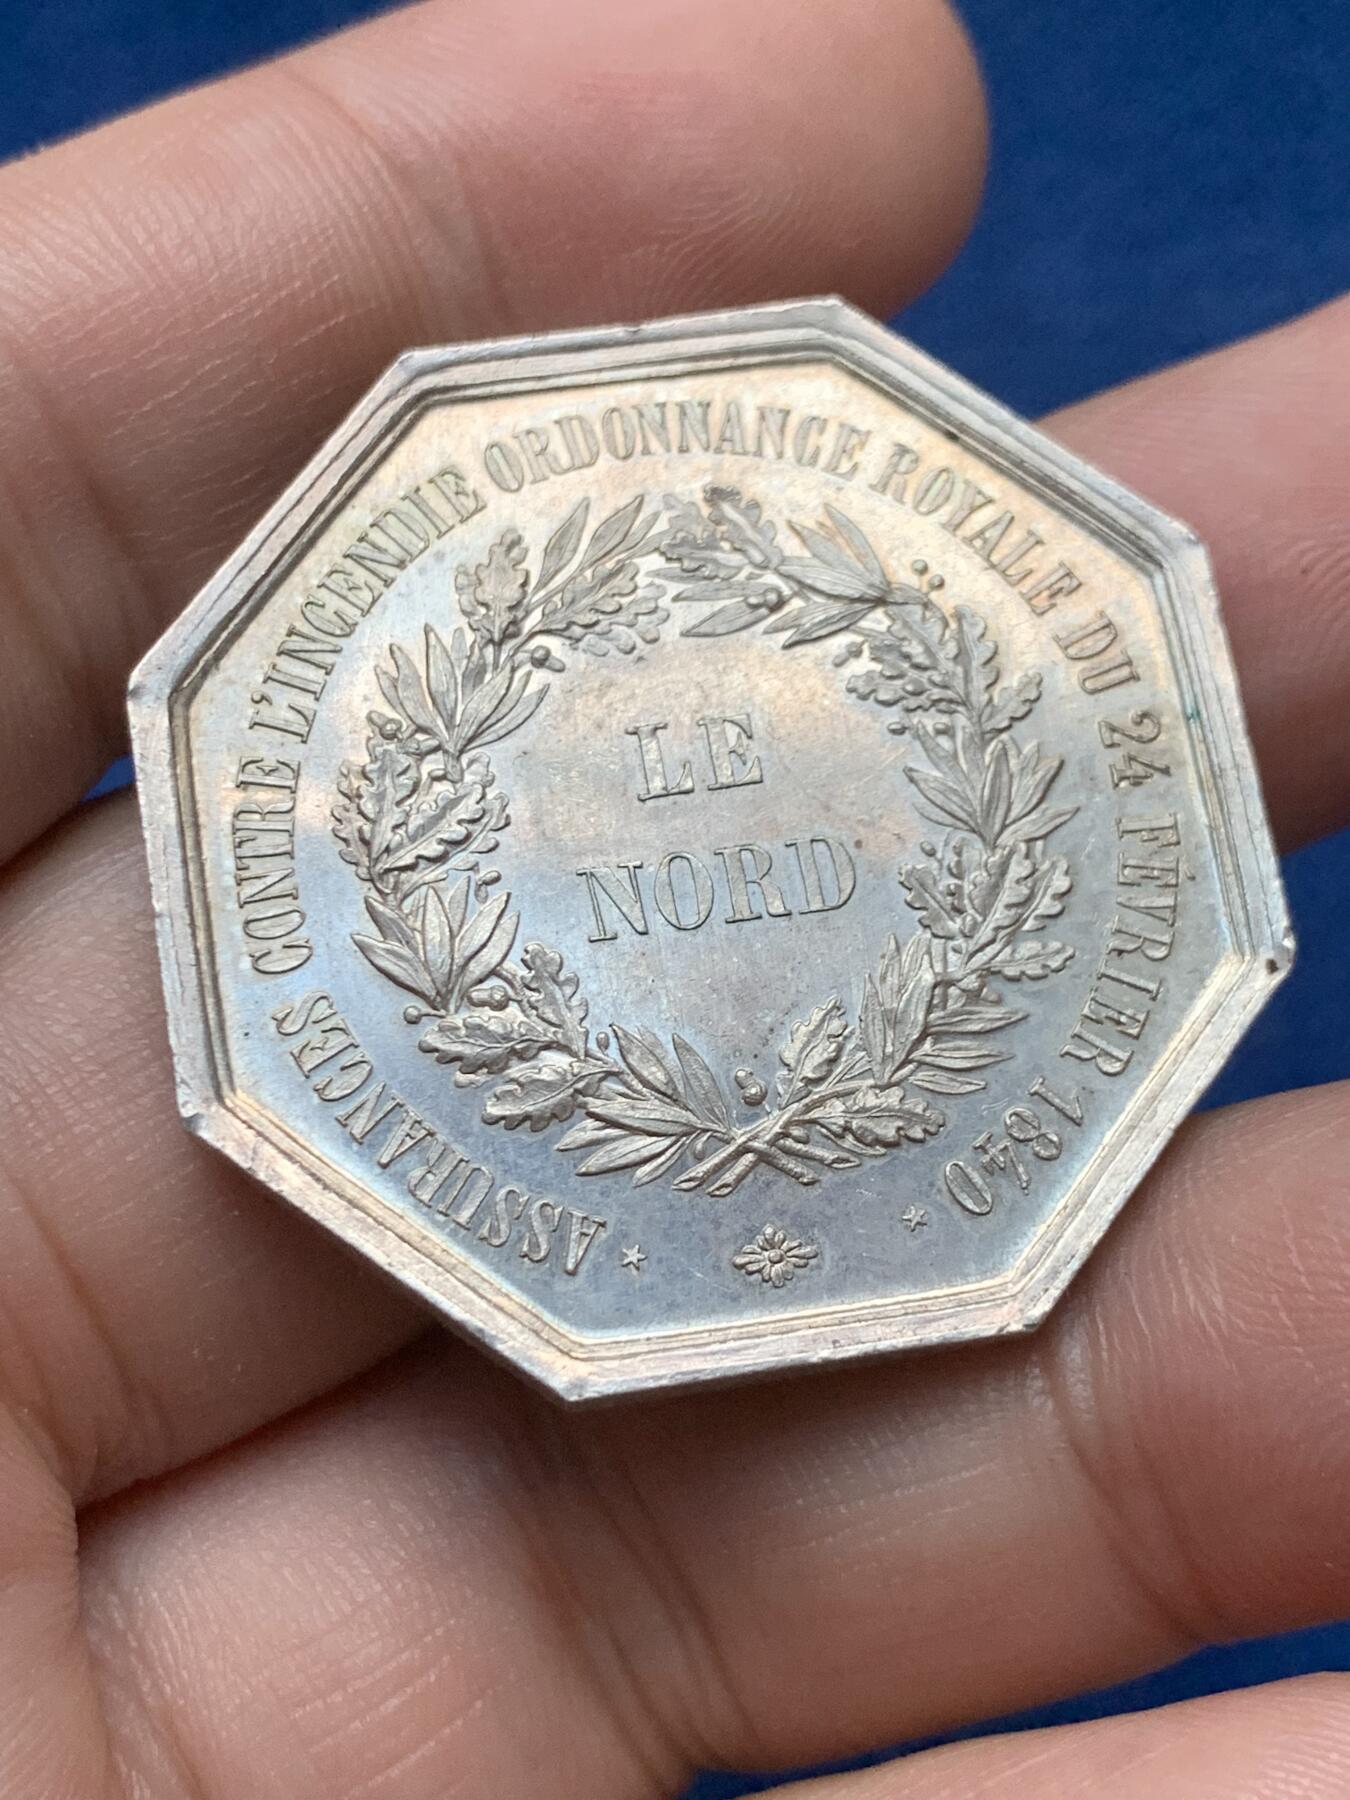 ASSURANCES CONTRE L'INCENDIE ORDONNANCE ROYALE DU 24 FÉVRIER 1840
LE
NORD